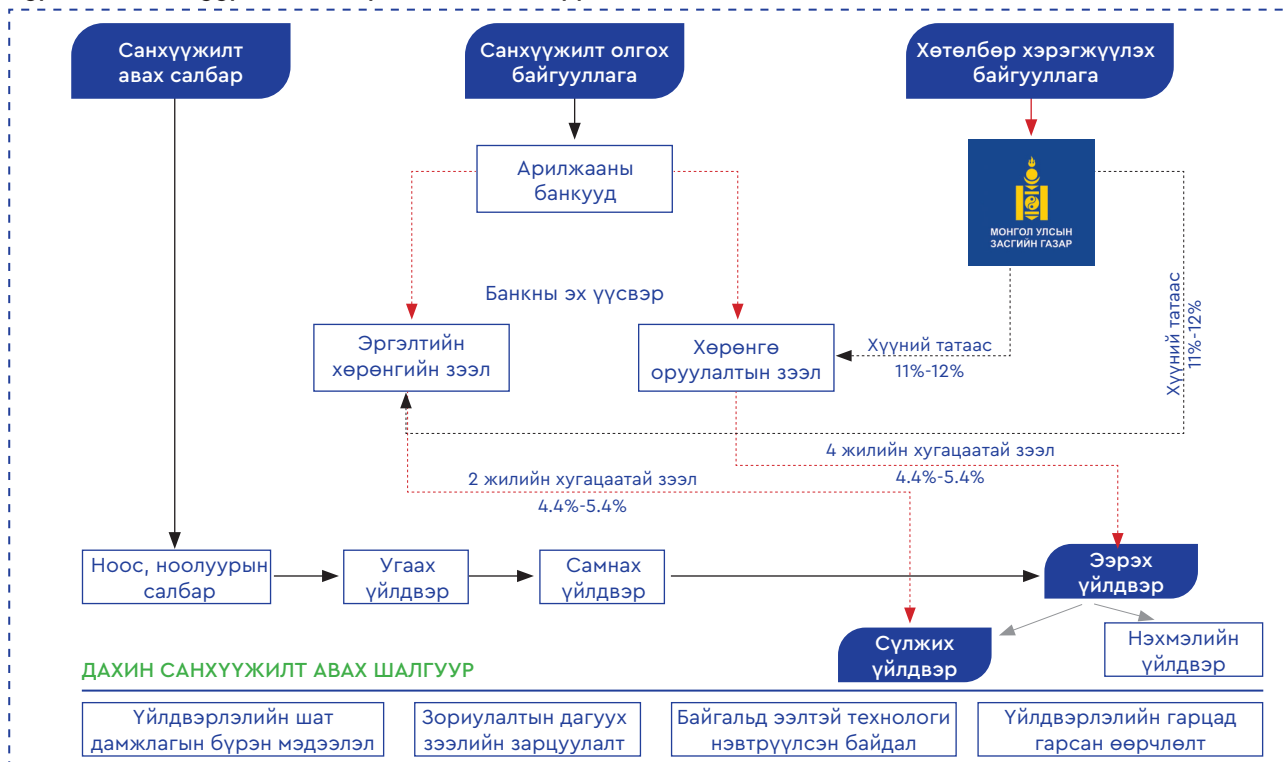 Санхүүжилт
авах салбар
Санхүүжилт олгох
байгууллага
Хөтөлбөр хэрэгжүүлэх
байгууллага
Арилжааны
банкууд
МОНГОЛ УЛСЫН
ЗАСГИЙН ГАЗАР
Банкны эх үүсвэр
Эргэлтийн
хөрөнгийн зээл
Хөрөнгө
оруулалтын зээл
Хүүний татаас
11%-12%
Хүүний татаас
11%-12%
4 жилийн хугацаатай зээл
4.4%-5.4%
2 жилийн хугацаатай зээл
4.4%-5.4%
Ноос, ноолуурын
салбар
Угаах
үйлдвэр
Самнах
үйлдвэр
Ээрэх
үйлдвэр
Сүлжих
үйлдвэр
Нэхмэлийн
үйлдвэр
ДАХИН САНХҮҮЖИЛТ АВАХ ШАЛГУУР
Үйлдвэрлэлийн шат
дамжлагын бүрэн мэдээлэл
Зориулалтын дагуух
зээлийн зарцуулалт
Байгальд ээлтэй технологи
нэвтрүүлсэн байдал
Үйлдвэрлэлийн гарцад
гарсан өөрчлөлт